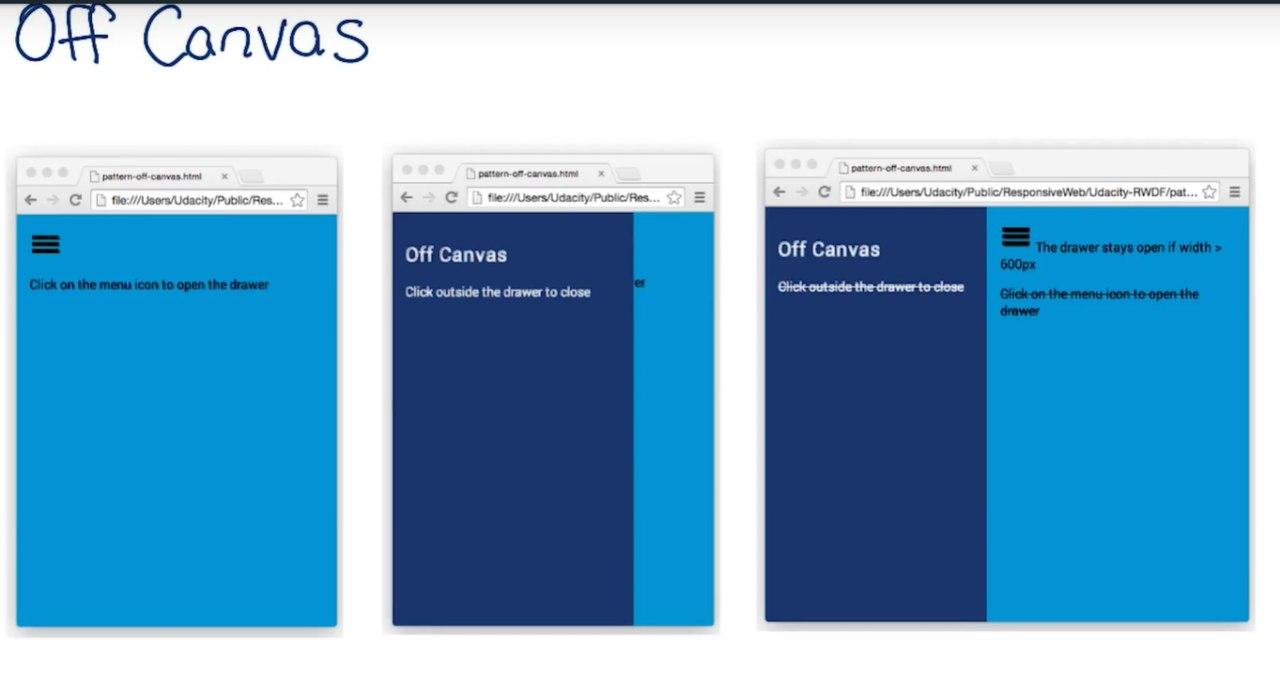 Off Canvas
pattern-off-canvas.html
file:///Users/Udacity/Public/Res...
Click on the menu icon to open the drawer
pattern-off-canvas.html
file:///Users/Udacity/Public/Res...
Off Canvas
Click outside the drawer to close
er
pattern-off-canvas.html
file:///Users/Udacity/Public/ResponsiveWeb/Udacity-RWDF/pat...
Off Canvas
Click outside the drawer to close
The drawer stays open if width >
600px
Click on the menu icon to open the
drawer